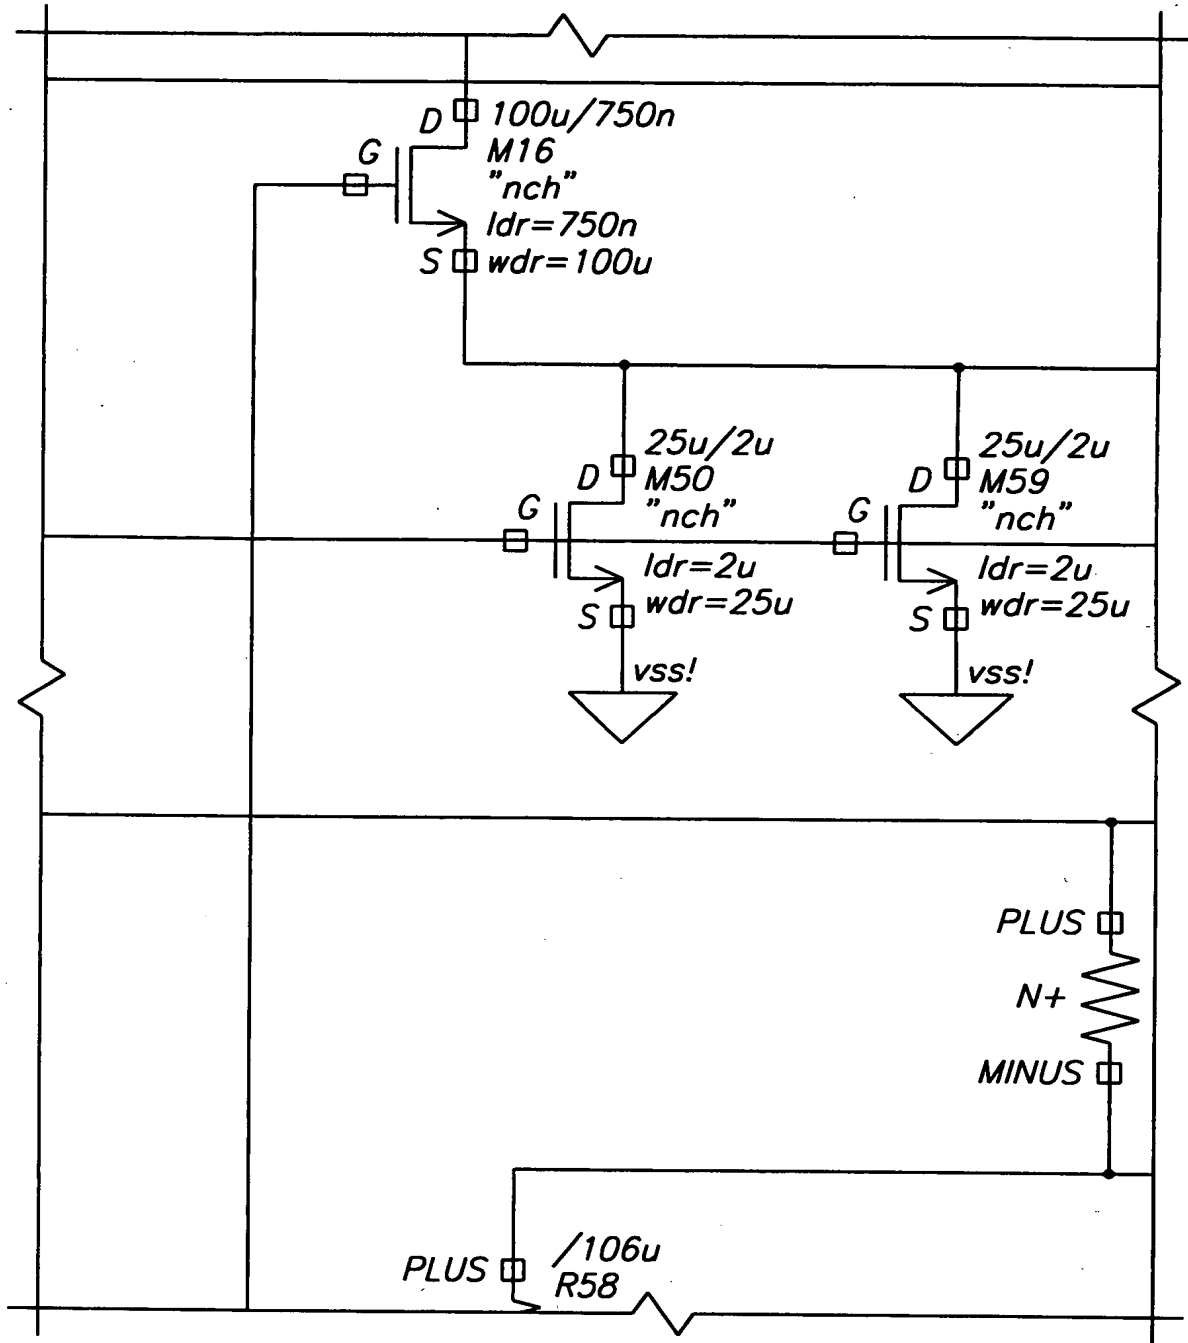 D 100u/750n
G M16
"nch"
ldr=750n
S wdr=100u
25u/2u
D M50
G "nch"
ldr=2u
wdr=25u
S
vss!
25u/2u
D M59
G "nch"
ldr=2u
wdr=25u
S
vss!
PLUS
N+
MINUS
/106u
PLUS R58